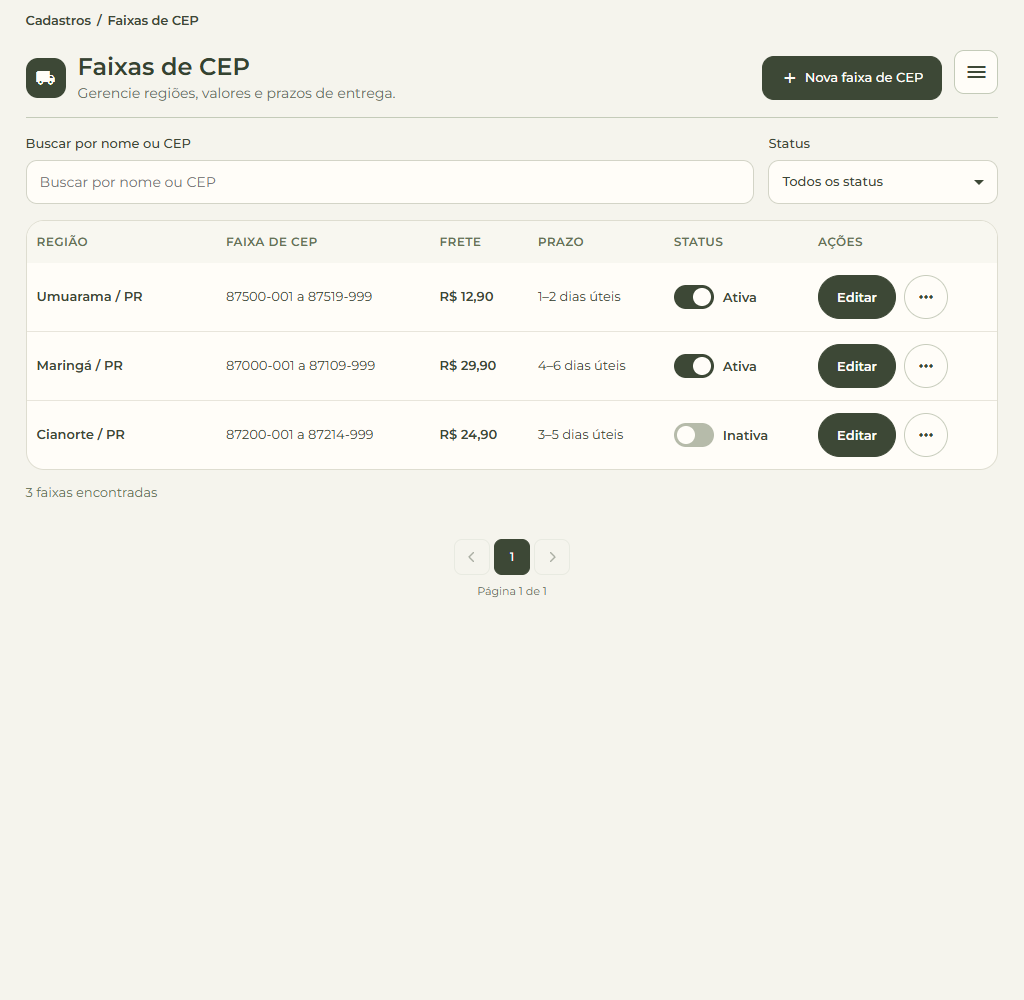 Cadastros / Faixas de CEP
Faixas de CEP
Gerencie regiões, valores e prazos de entrega.
+ Nova faixa de CEP
Buscar por nome ou CEP
Status
Buscar por nome ou CEP
Todos os status
REGIÃO FAIXA DE CEP FRETE PRAZO STATUS AÇÕES
Umuarama / PR 87500-001 a 87519-999 R$ 12,90 1–2 dias úteis Ativa Editar •••
Maringá / PR 87000-001 a 87109-999 R$ 29,90 4–6 dias úteis Ativa Editar •••
Cianorte / PR 87200-001 a 87214-999 R$ 24,90 3–5 dias úteis Inativa Editar •••
3 faixas encontradas
1
Página 1 de 1